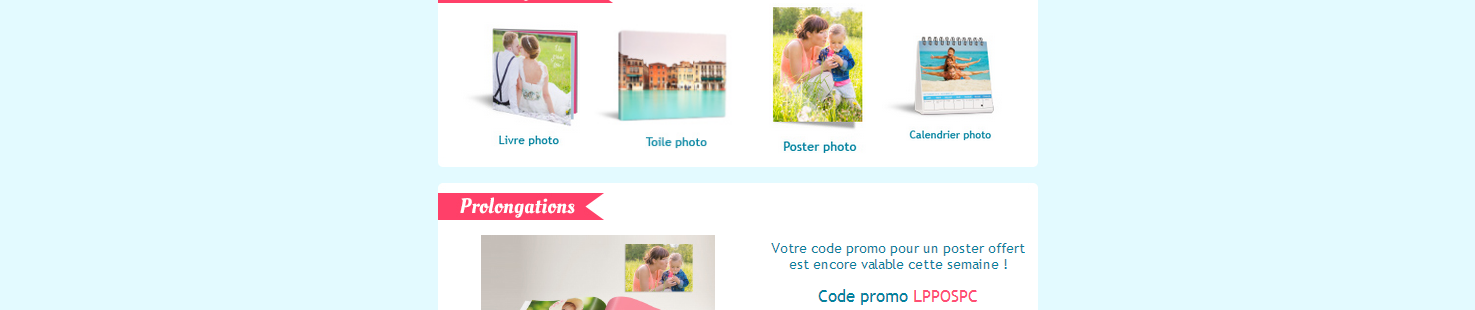 Livre photo
Toile photo
Poster photo
Calendrier photo
Prolongations
Votre code promo pour un poster offert
est encore valable cette semaine !
Code promo LPPOSPC